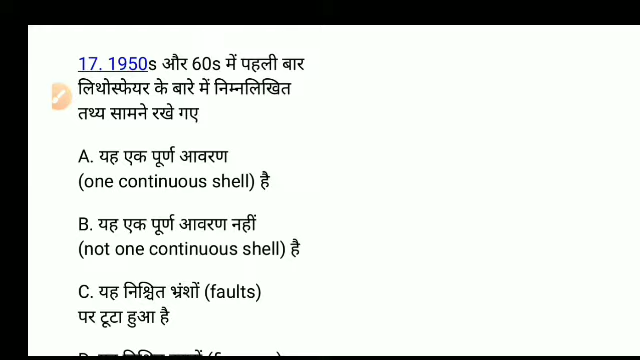 17. 1950s और 60s में पहली बार
लिथोस्फेयर के बारे में निम्नलिखित
तथ्य सामने रखे गए
A. यह एक पूर्ण आवरण
(one continuous shell) है
B. यह एक पूर्ण आवरण नहीं
(not one continuous shell) है
C. यह निश्चित भ्रंशों (faults)
पर टूटा हुआ है